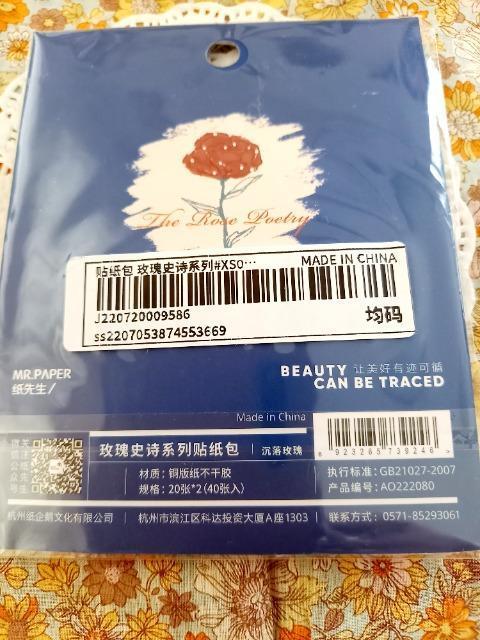 The Rose Poetry
贴纸包 玫瑰史诗系列#XS0… MADE IN CHINA
J220720009586
均码
ss2207053874553669
MR.PAPER
纸先生/
BEAUTY 让美好有迹可循
CAN BE TRACED
Made in China
玫瑰史诗系列贴纸包 | 沉落玫瑰
6 923265 739246 >
材质: 铜版纸不干胶
规格: 20张*2(40张入)
执行标准: GB21027-2007
产品编号: AO222080
杭州纸企鹅文化有限公司 | 杭州市滨江区科达投资大厦A座1303 | 联系方式: 0571-85293061